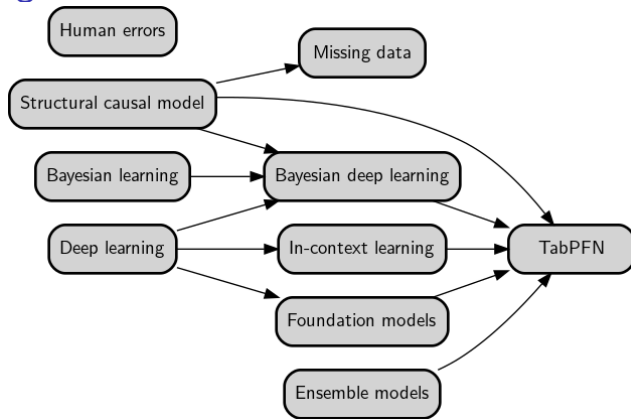 Human errors
Missing data
Structural causal model
Bayesian learning
Bayesian deep learning
Deep learning
In-context learning
TabPFN
Foundation models
Ensemble models